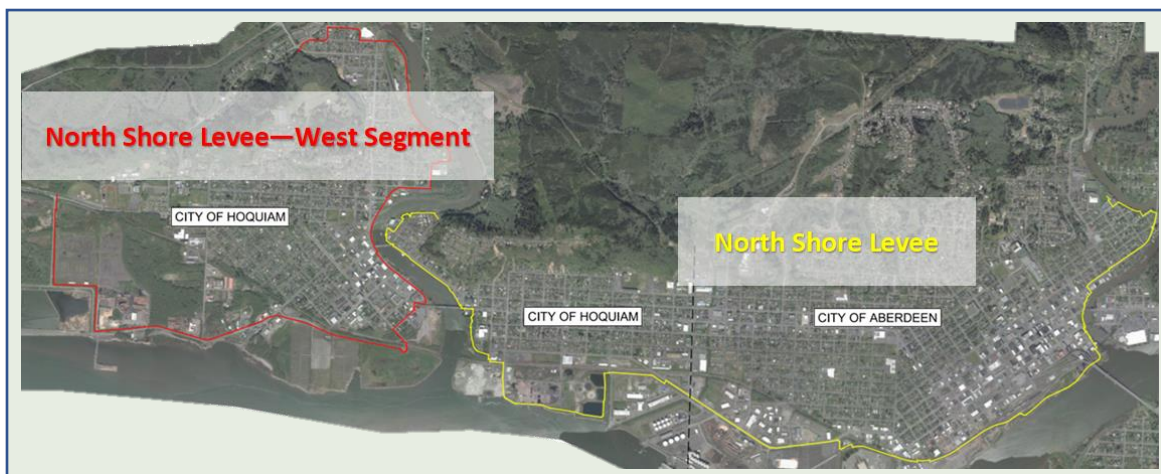 North Shore Levee—West Segment
CITY OF HOQUIAM
North Shore Levee
CITY OF HOQUIAM
CITY OF ABERDEEN